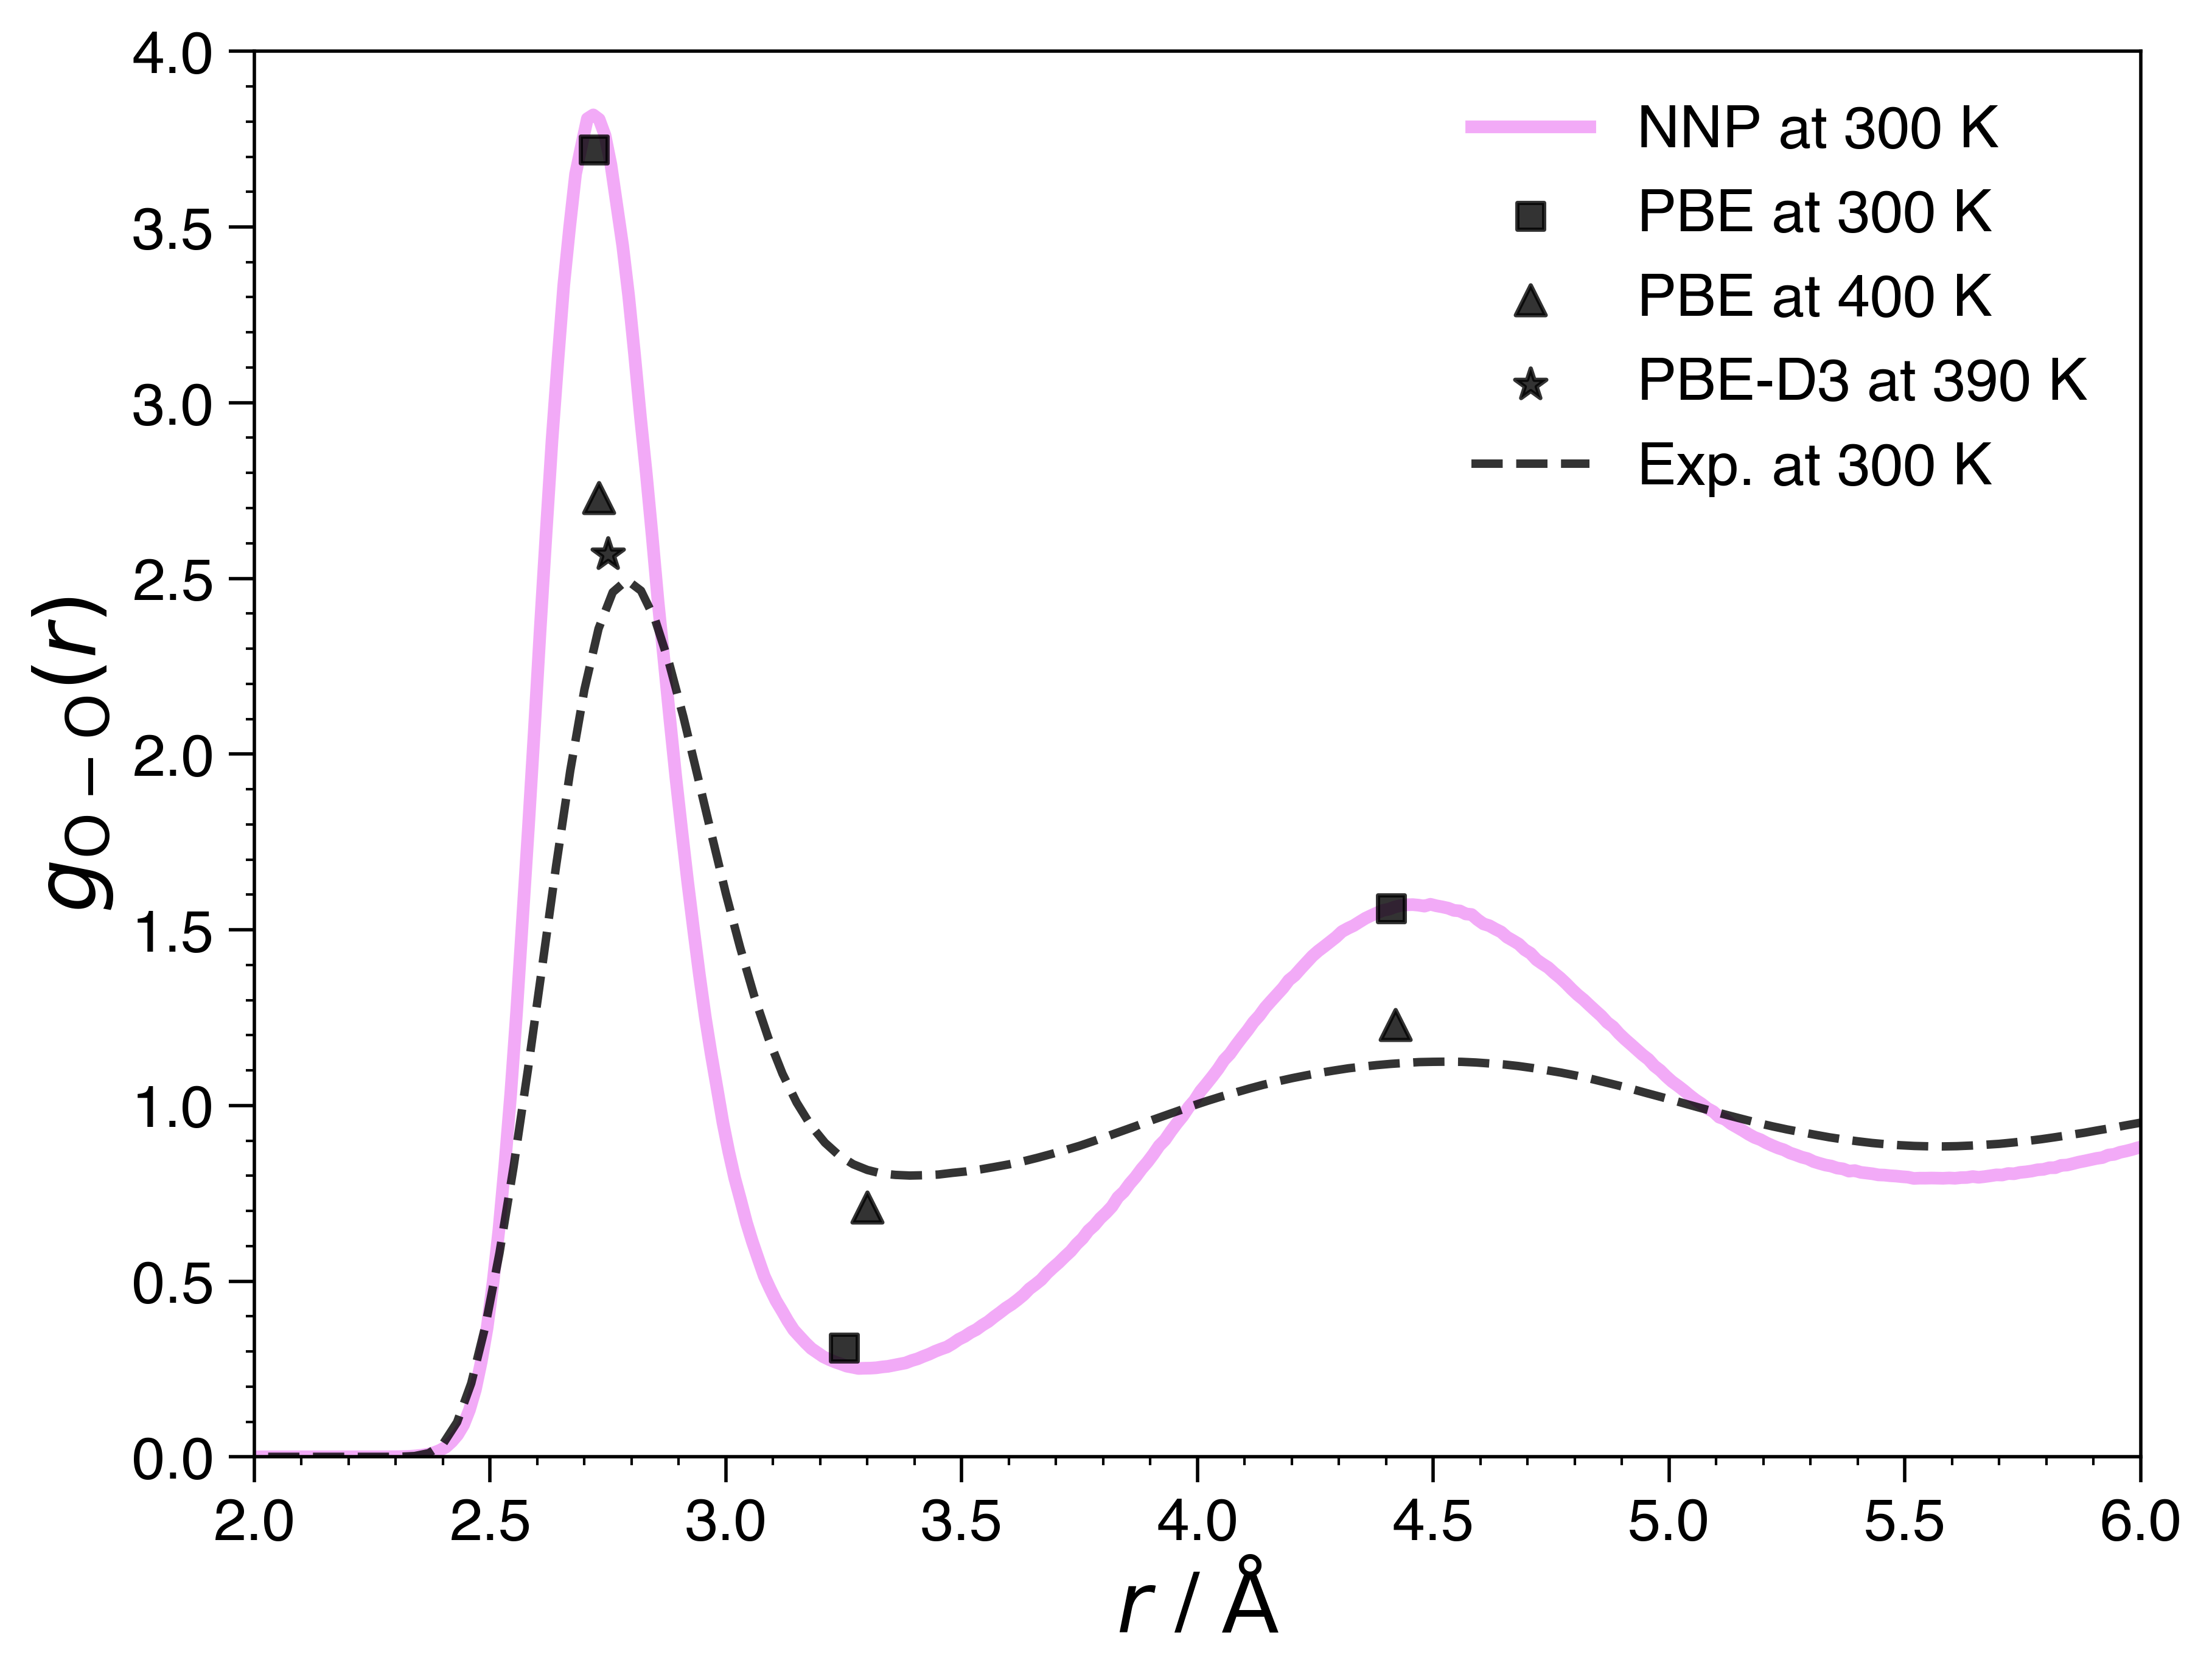 4.0
3.5
3.0
2.5
2.0
1.5
1.0
0.5
0.0
2.0 2.5 3.0 3.5 4.0 4.5 5.0 5.5 6.0
r / Å
gO−O(r)
NNP at 300 K
PBE at 300 K
PBE at 400 K
PBE-D3 at 390 K
Exp. at 300 K